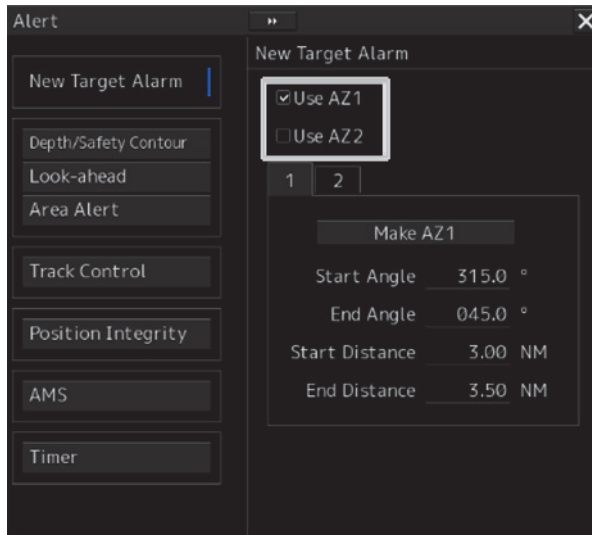 Alert
New Target Alarm
Depth/Safety Contour
Look-ahead
Area Alert
Track Control
Position Integrity
AMS
Timer
New Target Alarm
Use AZ1
Use AZ2
1 2
Make AZ1
Start Angle 315.0 °
End Angle 045.0 °
Start Distance 3.00 NM
End Distance 3.50 NM